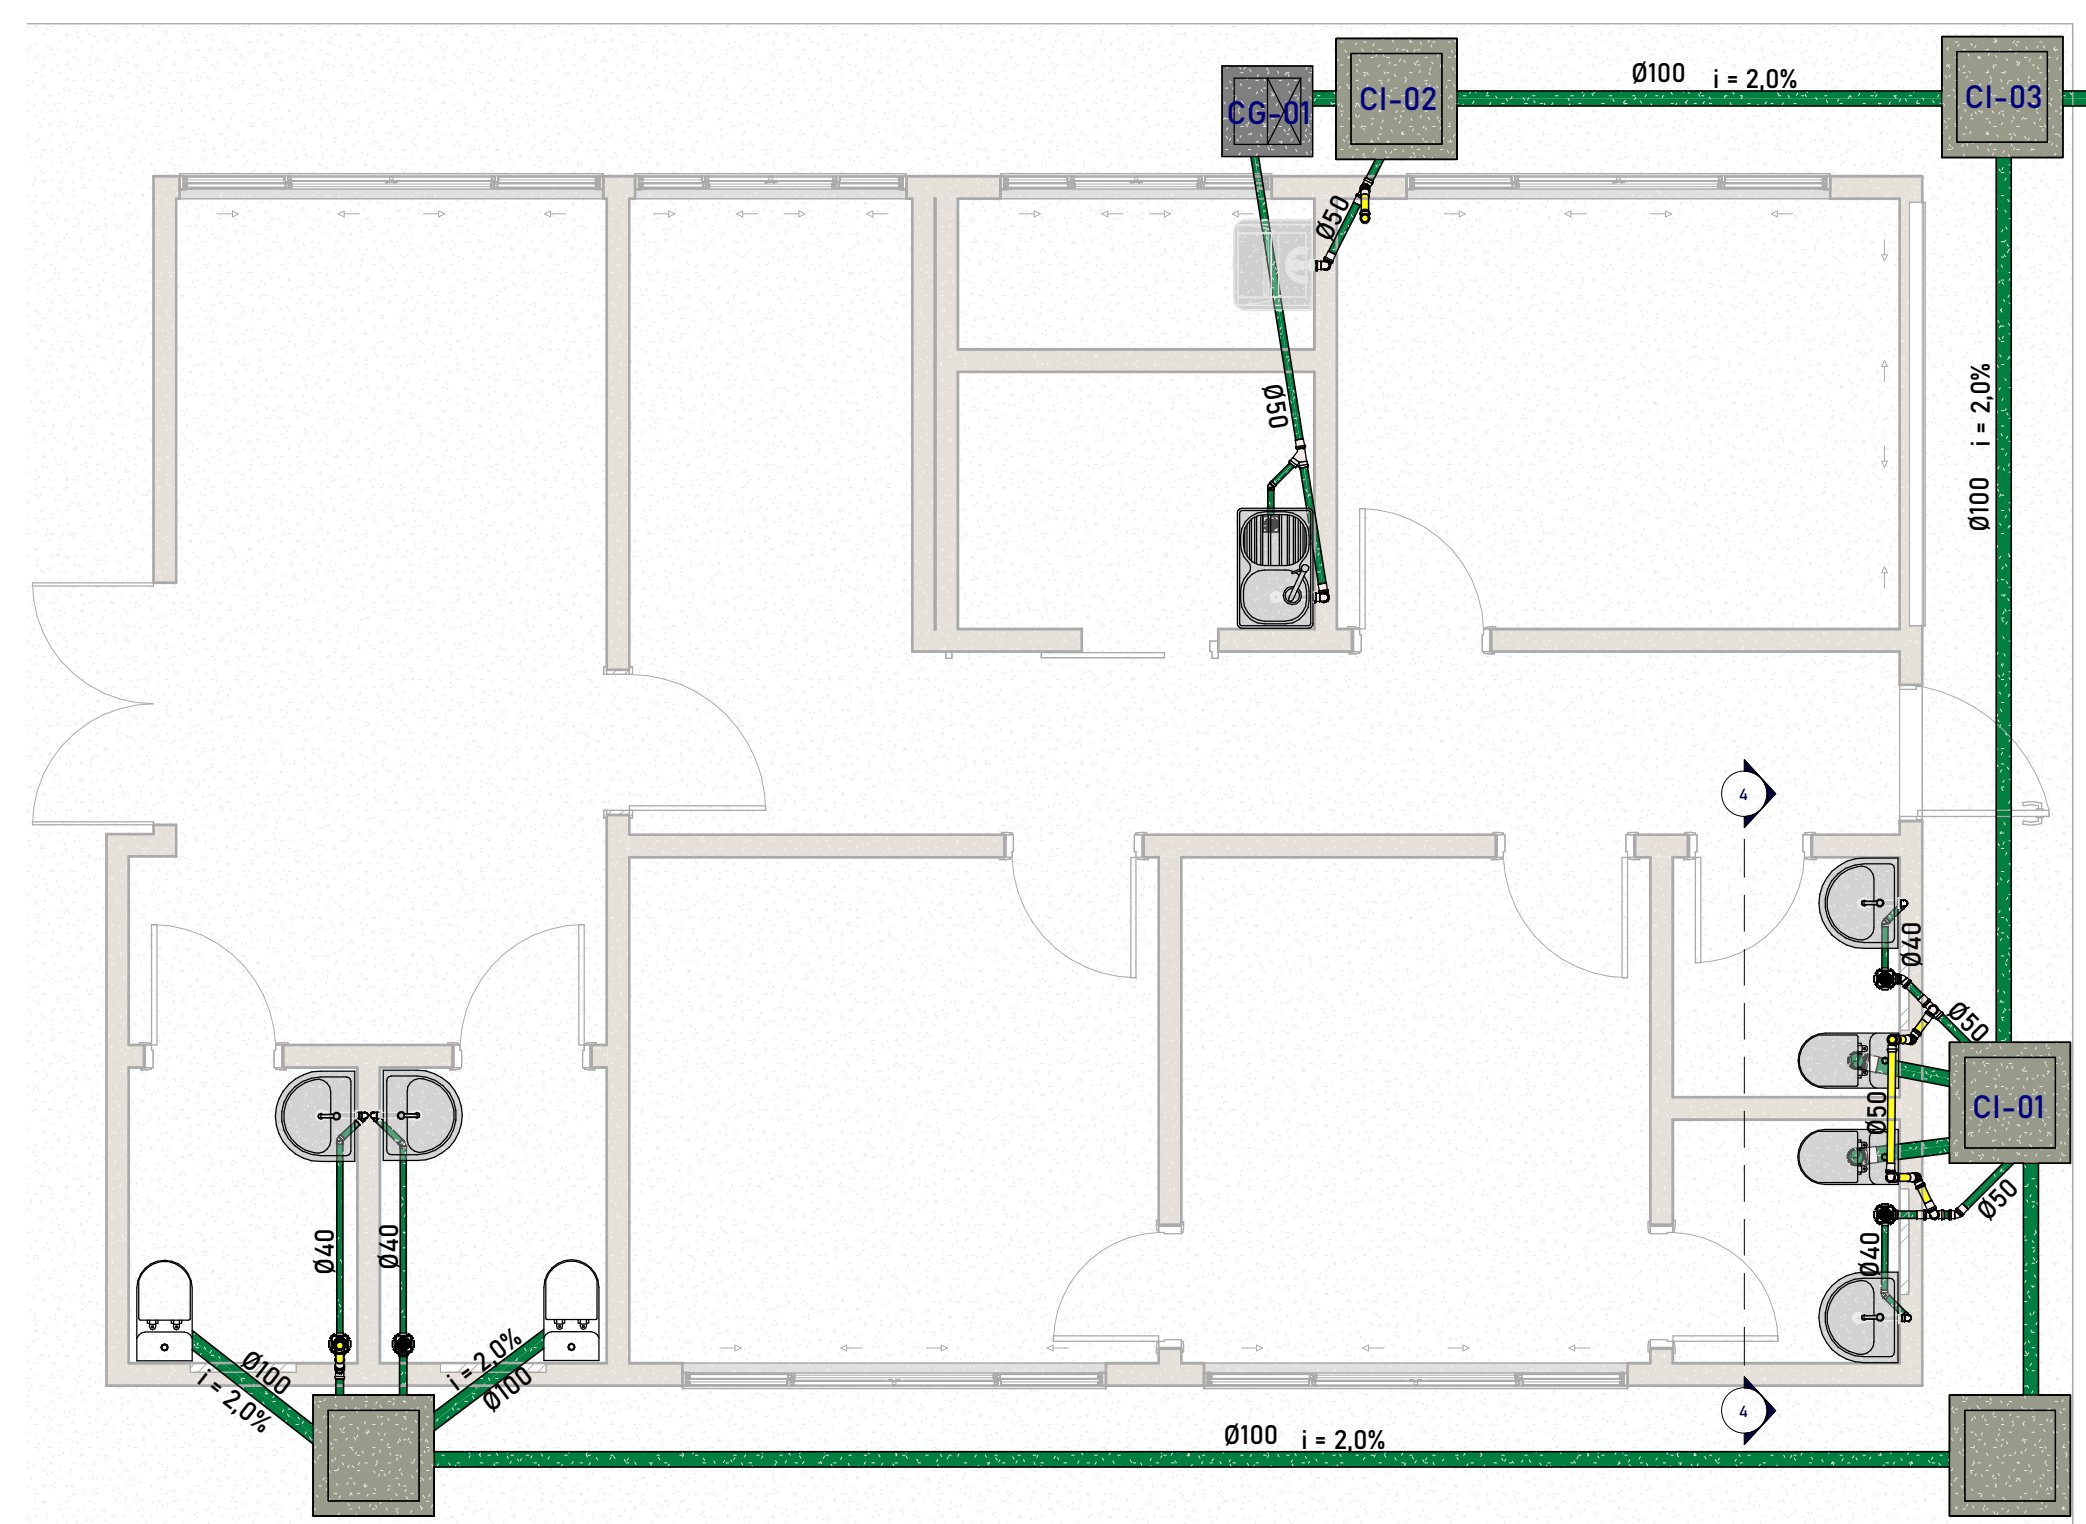 Ø100 i = 2,0%
CG-01
CI-02
CI-03
Ø50
Ø50
Ø100 i = 2,0%
4
Ø40
Ø50
Ø50
CI-01
Ø50
Ø40
Ø40
Ø40
Ø100
i = 2,0%
i = 2,0%
Ø100
4
Ø100 i = 2,0%